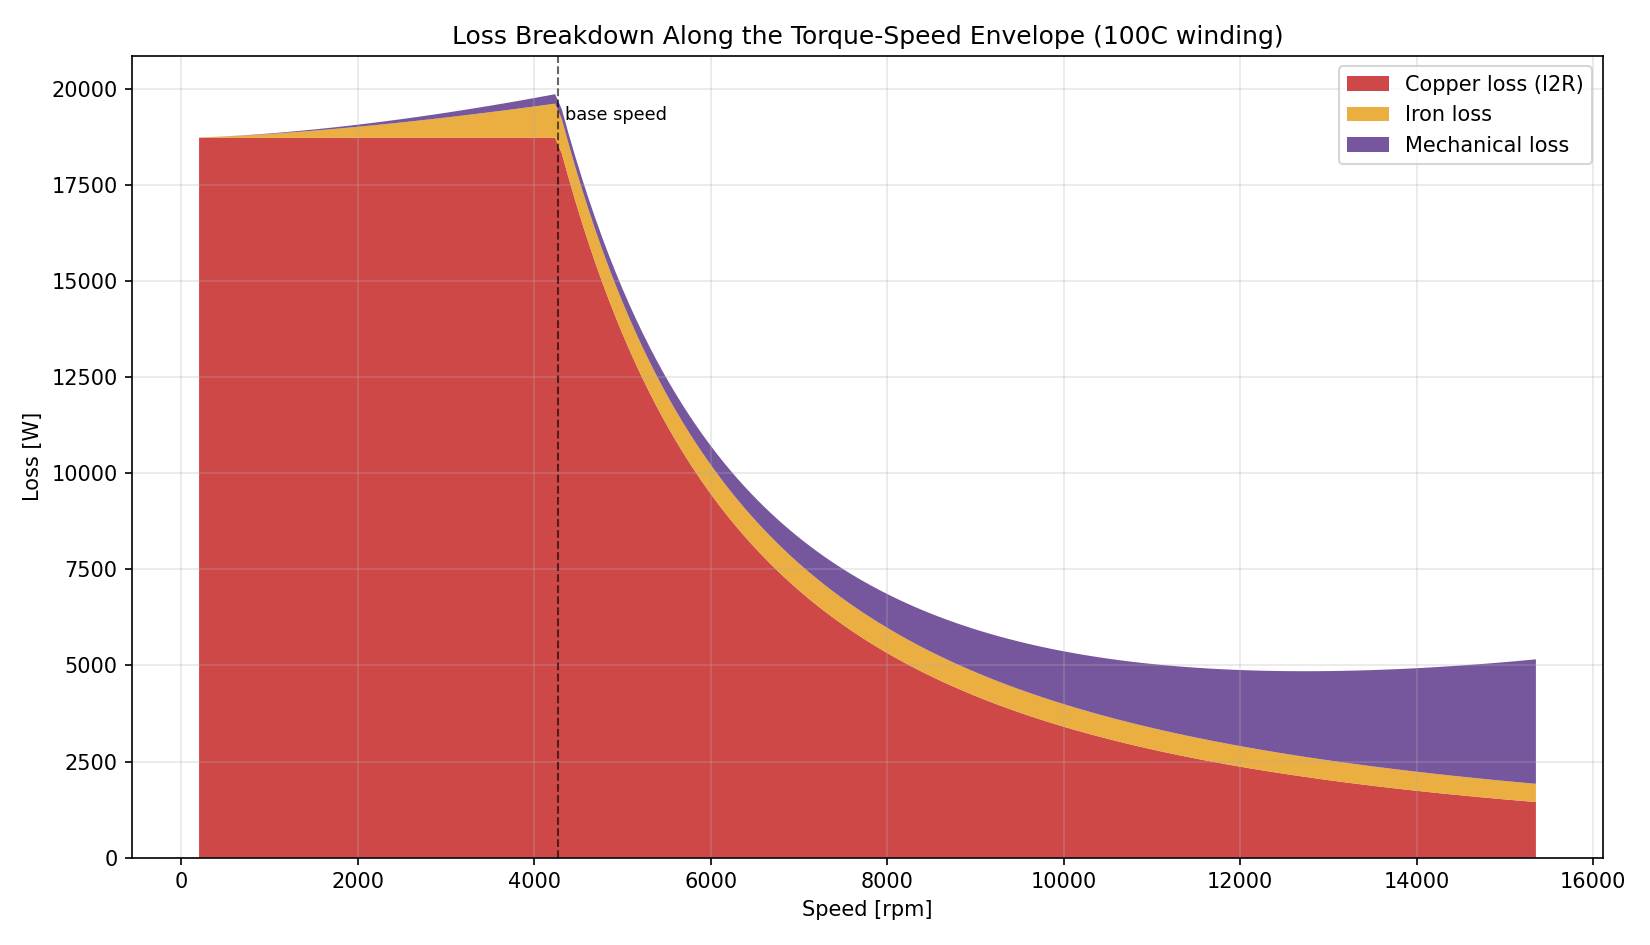 Loss Breakdown Along the Torque-Speed Envelope (100C winding)
Copper loss (I2R)
Iron loss
Mechanical loss
base speed
Loss [W]
20000
17500
15000
12500
10000
7500
5000
2500
0
0 2000 4000 6000 8000 10000 12000 14000 16000
Speed [rpm]